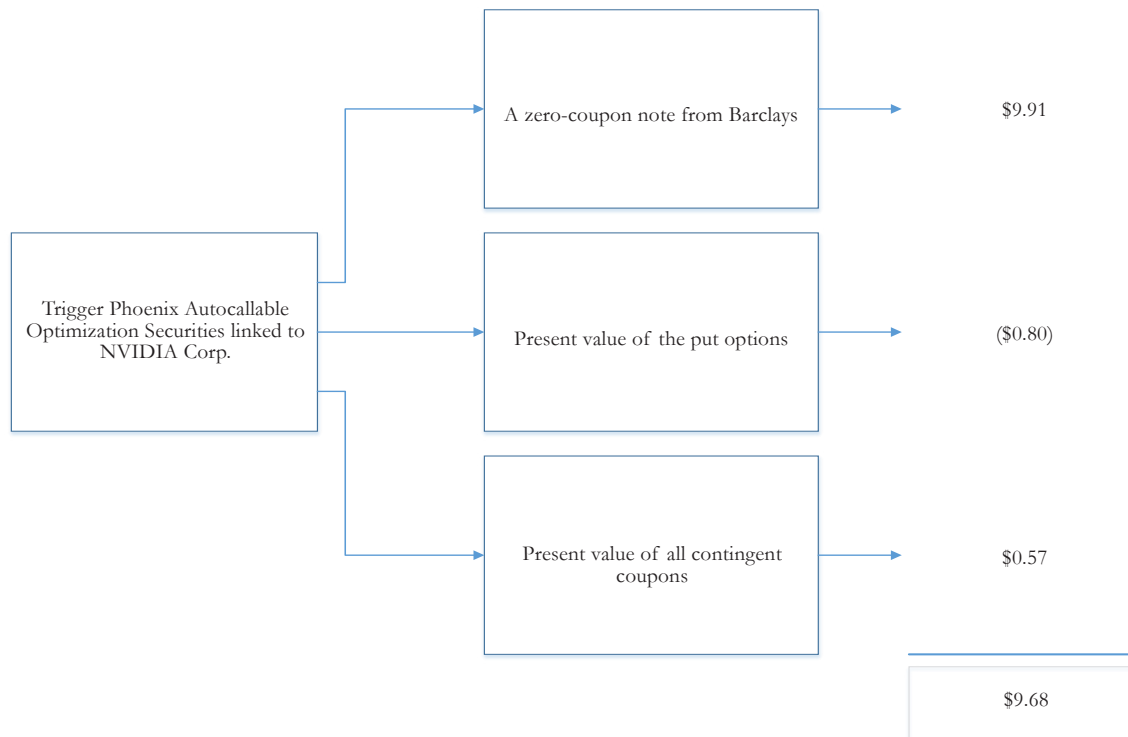 A zero-coupon note from Barclays
$9.91
Trigger Phoenix Autocallable
Optimization Securities linked to
NVIDIA Corp.
Present value of the put options
($0.80)
Present value of all contingent
coupons
$0.57
$9.68